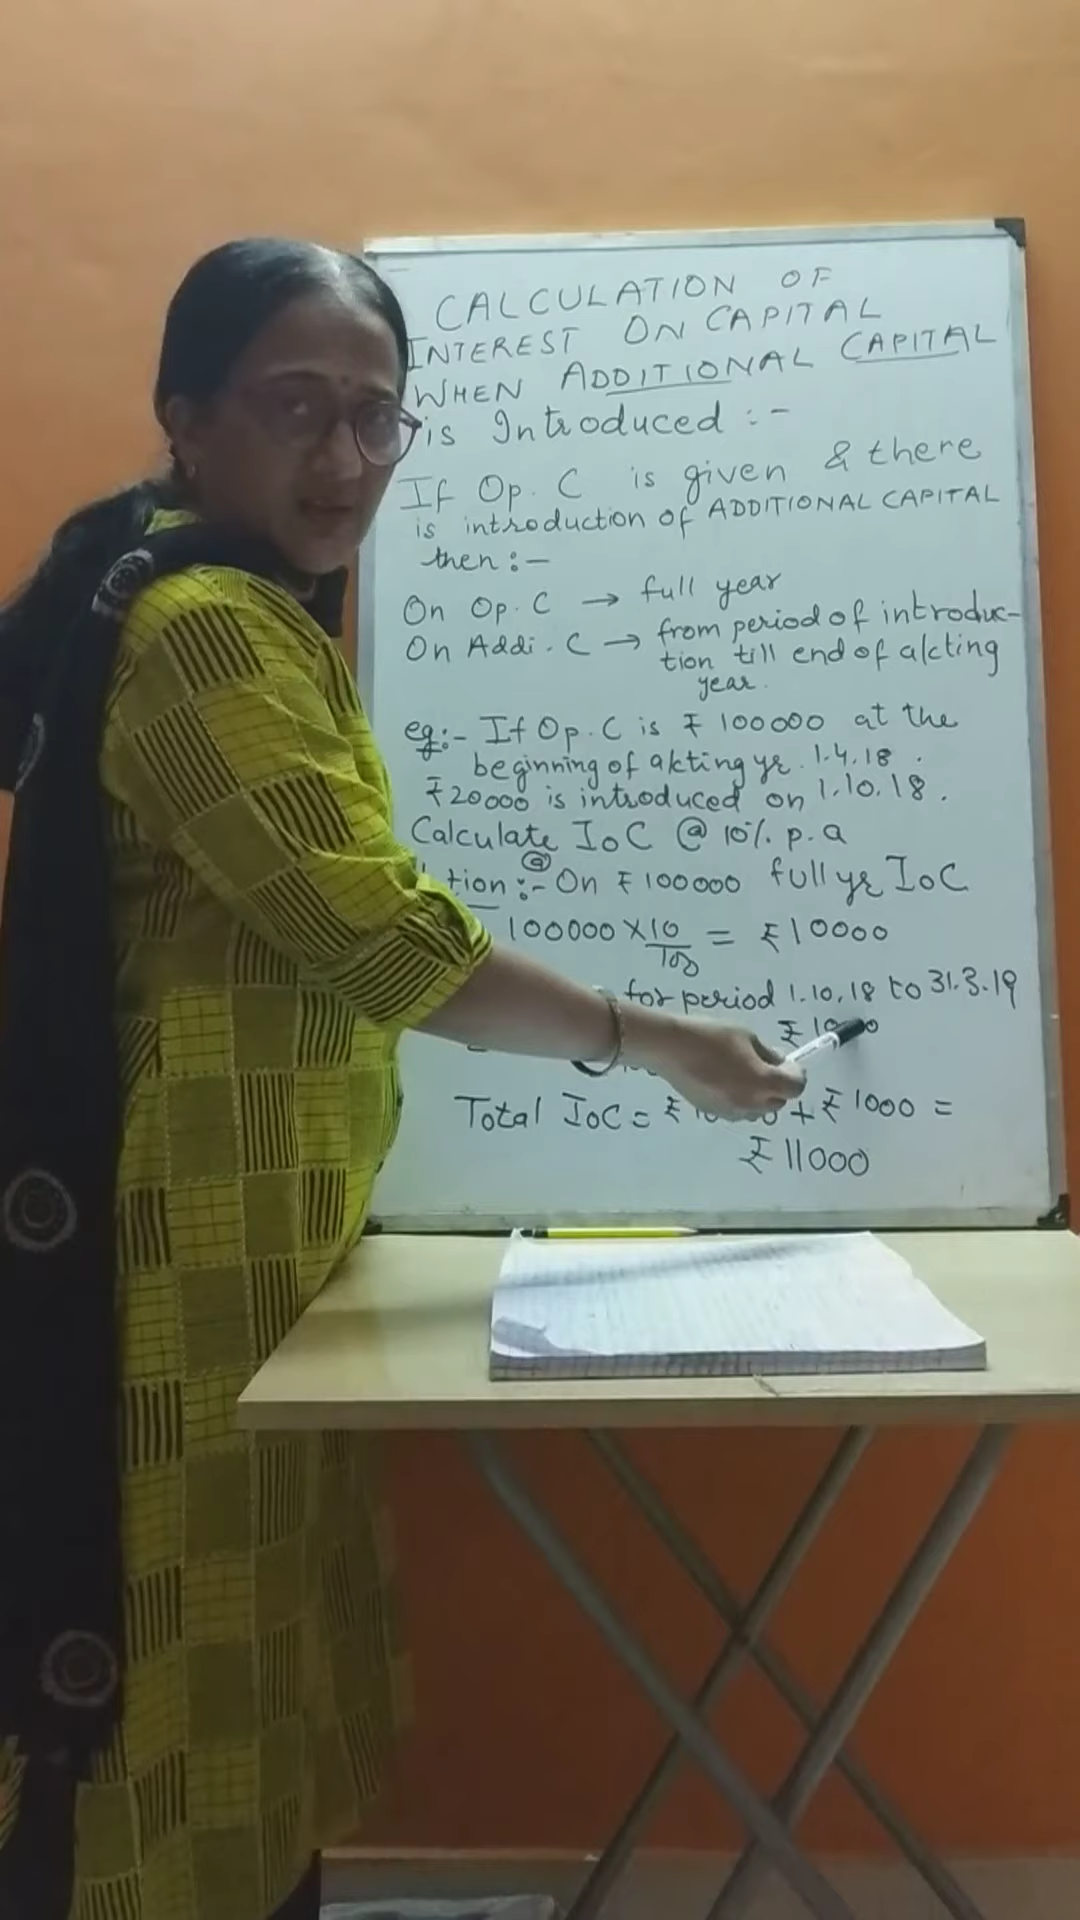 CALCULATION OF
INTEREST ON CAPITAL
WHEN ADDITIONAL CAPITAL
is Introduced :-
If Op. C is given & there
is introduction of ADDITIONAL CAPITAL
then :-
On Op. C → full year
On Addi. C → from period of introduc-
tion till end of a/cting
year.
eg:- If Op. C is ₹ 100000 at the
beginning of a/cting yr. 1.4.18.
₹20000 is introduced on 1.10.18.
Calculate IoC @ 10% p.a
tion :- On ₹100000 full yr IoC
100000 × 10/100 = ₹10000
for period 1.10.18 to 31.3.19
Total IoC = + ₹1000 =
₹11000